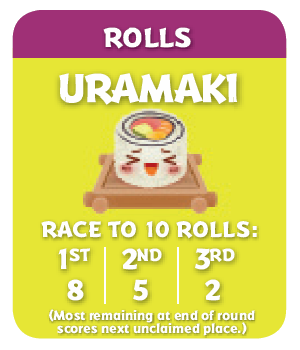 ROLLS
URAMAKI
RACE TO 10 ROLLS:
1ST 2ND 3RD
8 5 2
(Most remaining at end of round
scores next unclaimed place.)